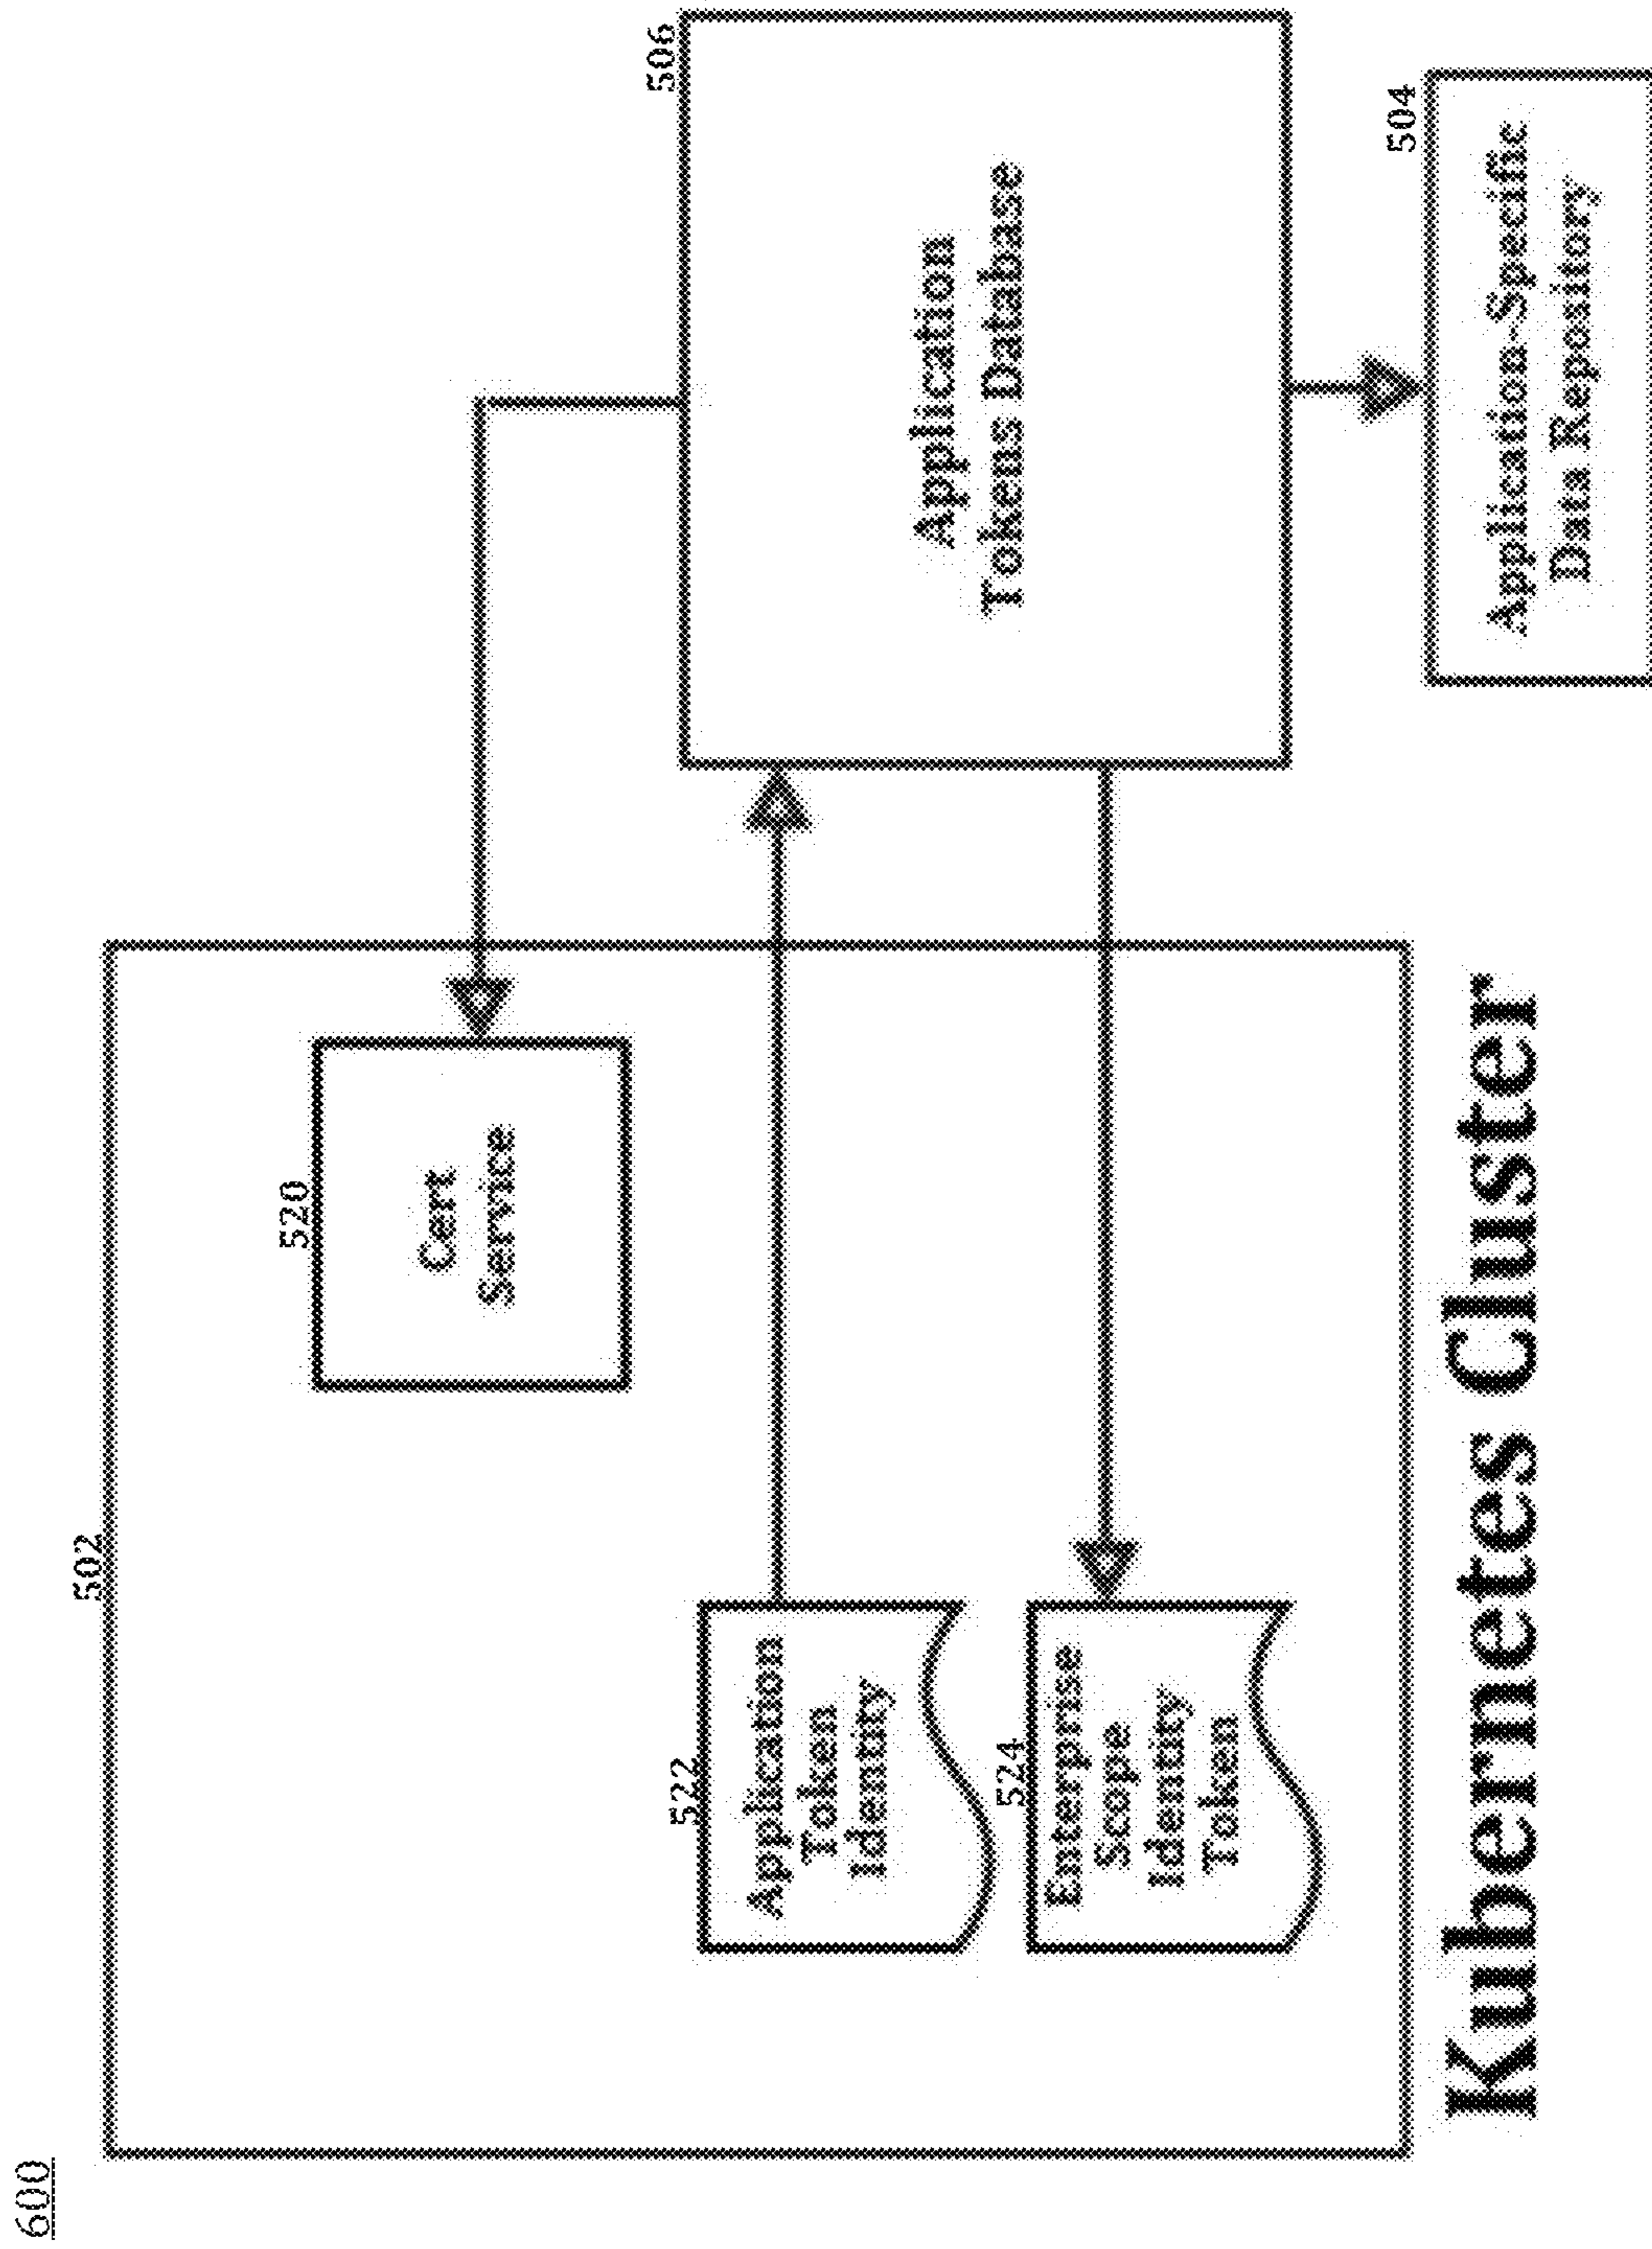 600
502
520
Cert
Service
522
Application
Token
Identity
524
Enterprise
Scope
Identity
Token
Kubernetes Cluster
506
Application
Tokens Database
504
Application-Specific
Data Repository